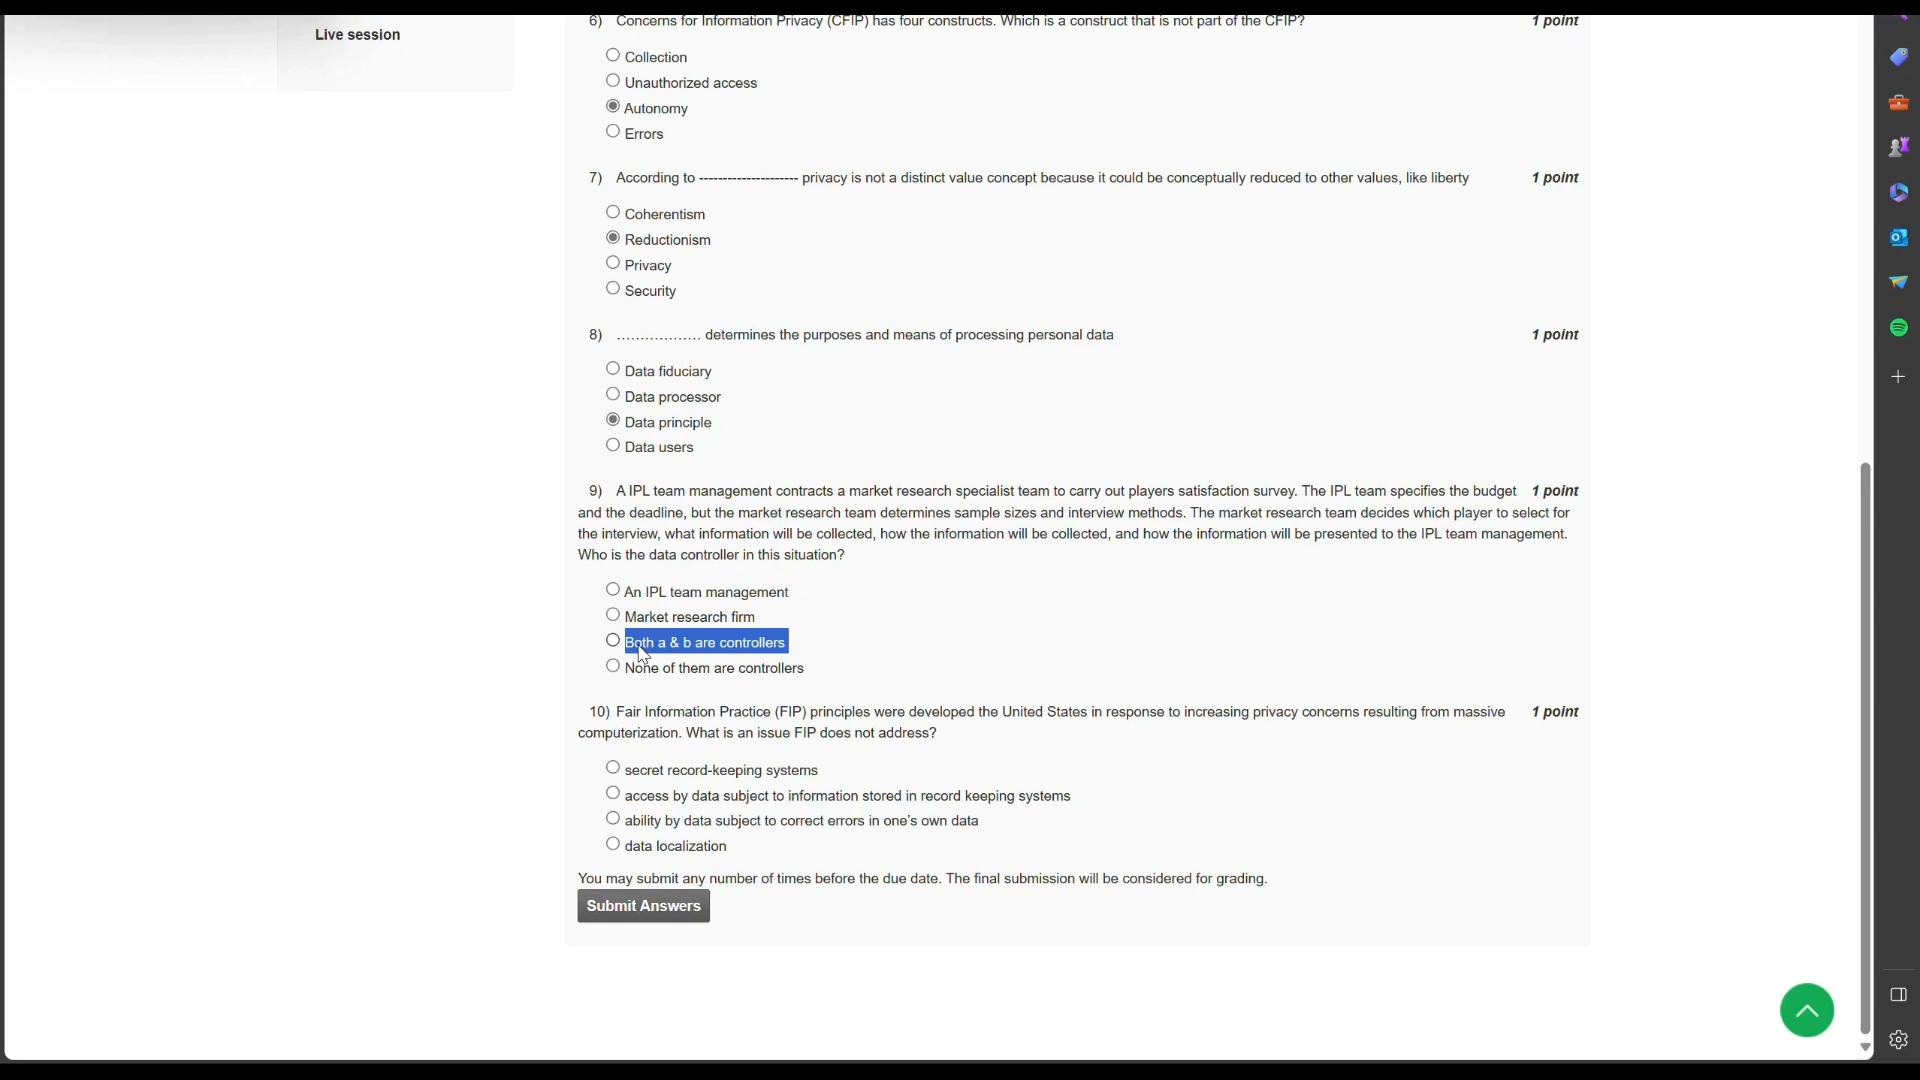 Live session
6) Concerns for Information Privacy (CFIP) has four constructs. Which is a construct that is not part of the CFIP? 1 point
Collection
Unauthorized access
Autonomy
Errors
7) According to --------------------- privacy is not a distinct value concept because it could be conceptually reduced to other values, like liberty 1 point
Coherentism
Reductionism
Privacy
Security
8) .................. determines the purposes and means of processing personal data 1 point
Data fiduciary
Data processor
Data principle
Data users
9) A IPL team management contracts a market research specialist team to carry out players satisfaction survey. The IPL team specifies the budget 1 point
and the deadline, but the market research team determines sample sizes and interview methods. The market research team decides which player to select for
the interview, what information will be collected, how the information will be collected, and how the information will be presented to the IPL team management.
Who is the data controller in this situation?
An IPL team management
Market research firm
Both a & b are controllers
None of them are controllers
10) Fair Information Practice (FIP) principles were developed the United States in response to increasing privacy concerns resulting from massive 1 point
computerization. What is an issue FIP does not address?
secret record-keeping systems
access by data subject to information stored in record keeping systems
ability by data subject to correct errors in one's own data
data localization
You may submit any number of times before the due date. The final submission will be considered for grading.
Submit Answers